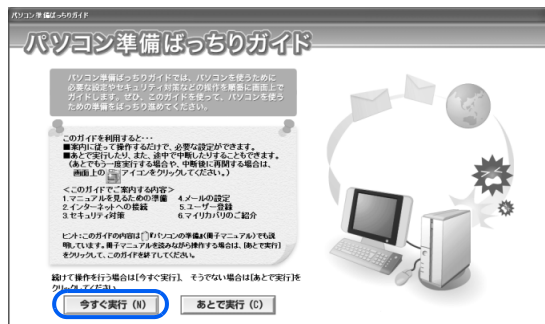 パソコン準備ばっちりガイド
パソコン準備ばっちりガイド
パソコン準備ばっちりガイドでは、パソコンを使うために
必要な設定やセキュリティ対策などの操作を順番に画面上で
ガイドします。ぜひ、このガイドを使って、パソコンを使う
ための準備をばっちり進めてください。
このガイドを利用すると・・・
■案内に従って操作するだけで、必要な設定ができます。
■あとで実行したり、また、途中で中断したりすることもできます。
(あとでもう一度実行する場合や、中断後に再開する場合は、
画面上の アイコンをクリックしてください。)
<このガイドでご案内する内容>
1.マニュアルを見るための準備 4.メールの設定
2.インターネットへの接続 5.ユーザー登録
3.セキュリティ対策 6.マイリカバリのご紹介
ヒント:このガイドの内容は『パソコンの準備』(冊子マニュアル)でも説
明しています。冊子マニュアルを読みながら操作する場合は、[あとで実行]
をクリックして、このガイドを終了してください。
続けて操作を行う場合は[今すぐ実行]、そうでない場合は[あとで実行]を
クリックしてください。
今すぐ実行 (N) あとで実行 (C)